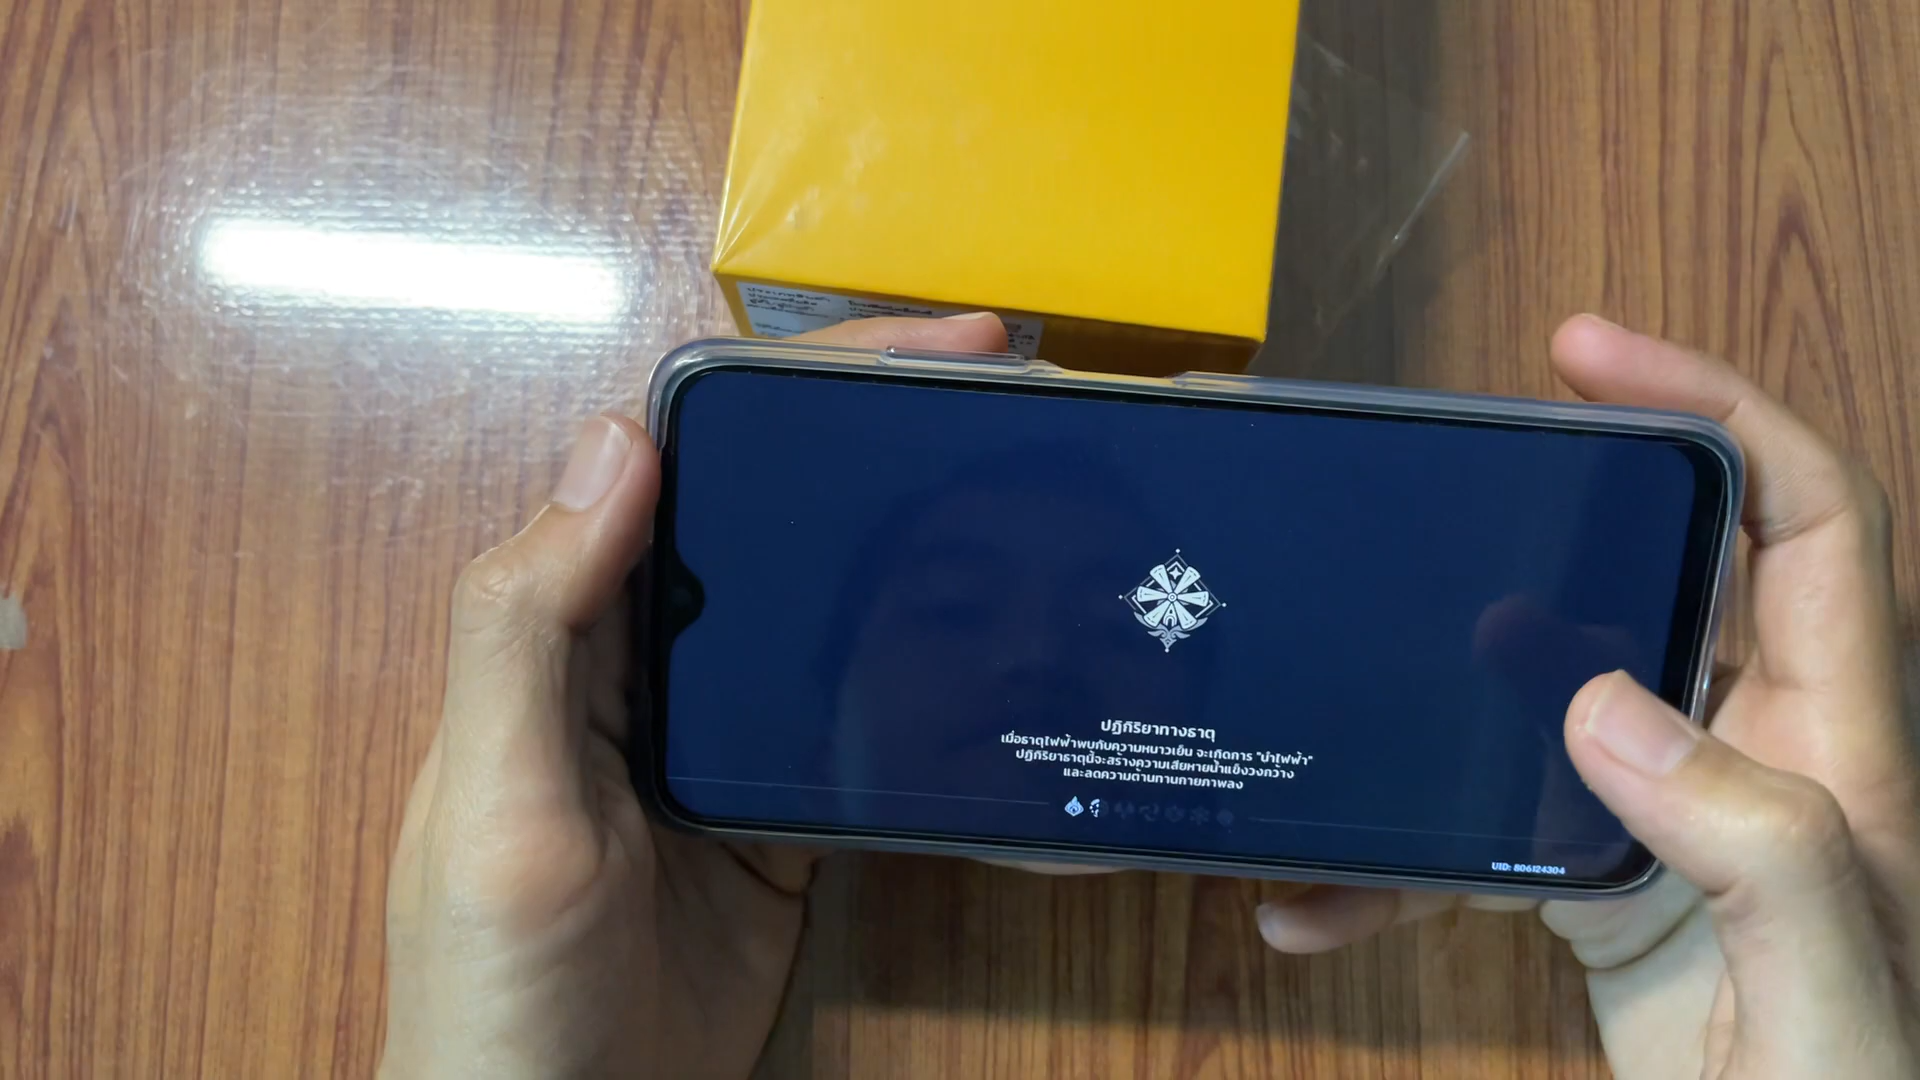 ปฏิกิริยาทางธาตุ
เมื่อธาตุไฟฟ้าพบกับความหนาวเย็น จะเกิดการ "นำไฟฟ้า"
ปฏิกิริยาธาตุนี้จะสร้างความเสียหายน้ำแข็งวงกว้าง
และลดความต้านทานกายภาพลง
UID: 806124304